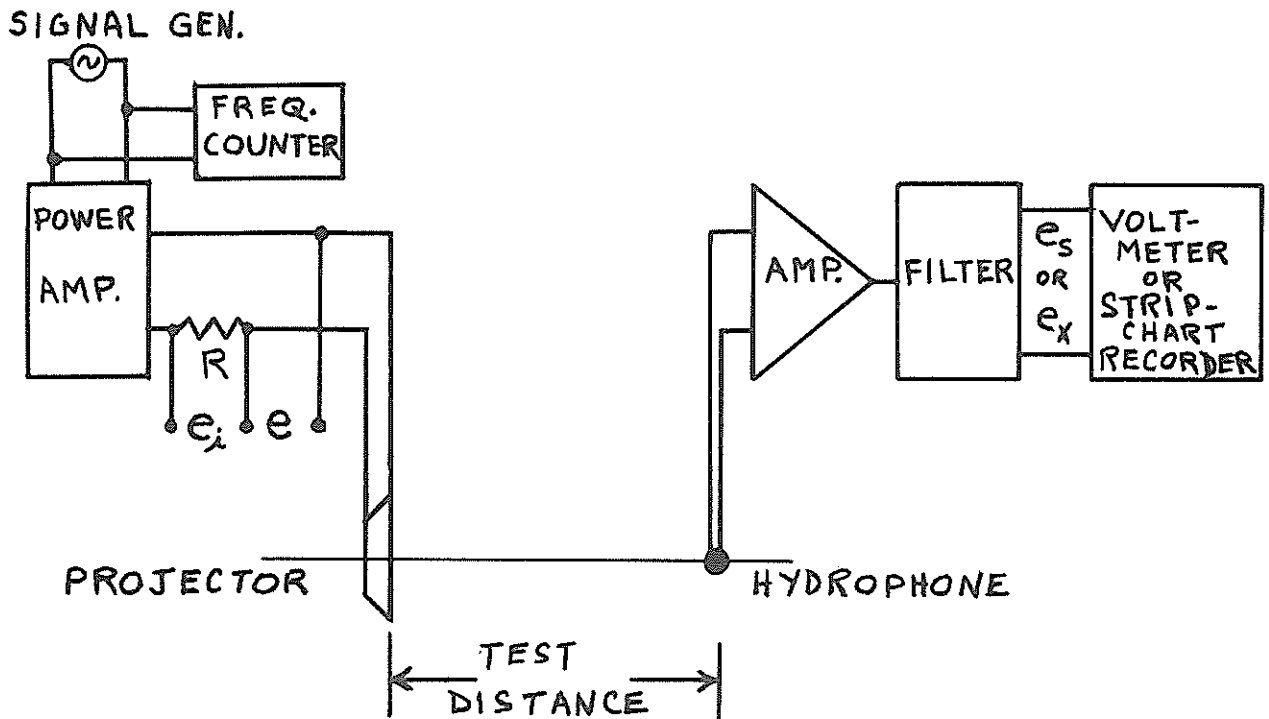 SIGNAL GEN.
~
FREQ.
COUNTER
POWER
AMP.
R
e_i
e
PROJECTOR
HYDROPHONE
TEST
DISTANCE
AMP.
FILTER
e_s
OR
e_x
VOLT-
METER
OR
STRIP-
CHART
RECORDER